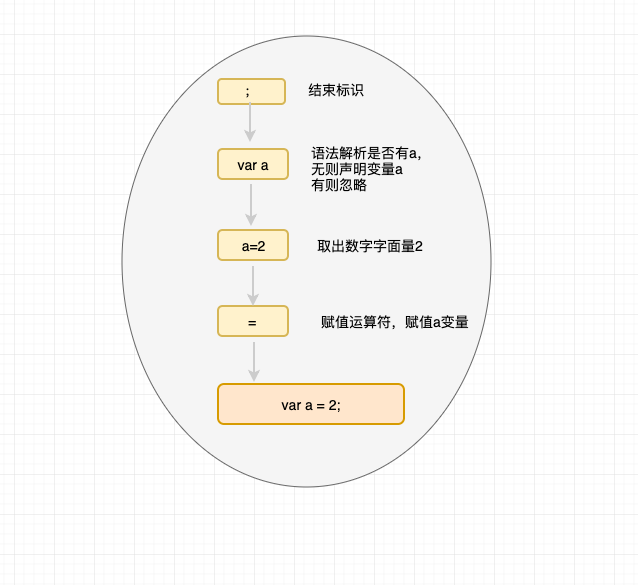 ;
结束标识
var a
语法解析是否有a，
无则声明变量a
有则忽略
a=2
取出数字字面量2
=
赋值运算符，赋值a变量
var a = 2;